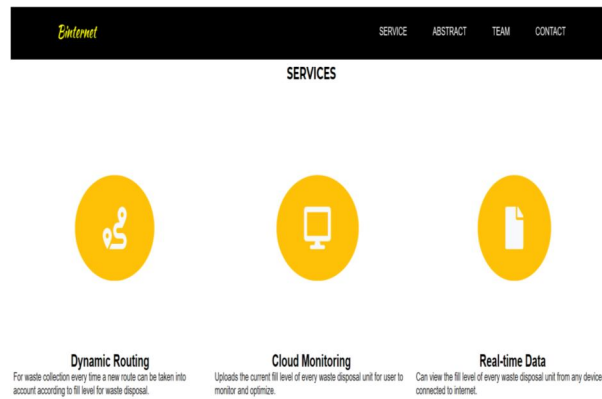 Binternet
SERVICE ABSTRACT TEAM CONTACT
SERVICES
Dynamic Routing
For waste collection every time a new route can be taken into
account according to fill level for waste disposal.
Cloud Monitoring
Uploads the current fill level of every waste disposal unit for user to
monitor and optimize.
Real-time Data
Can view the fill level of every waste disposal unit from any device
connected to internet.